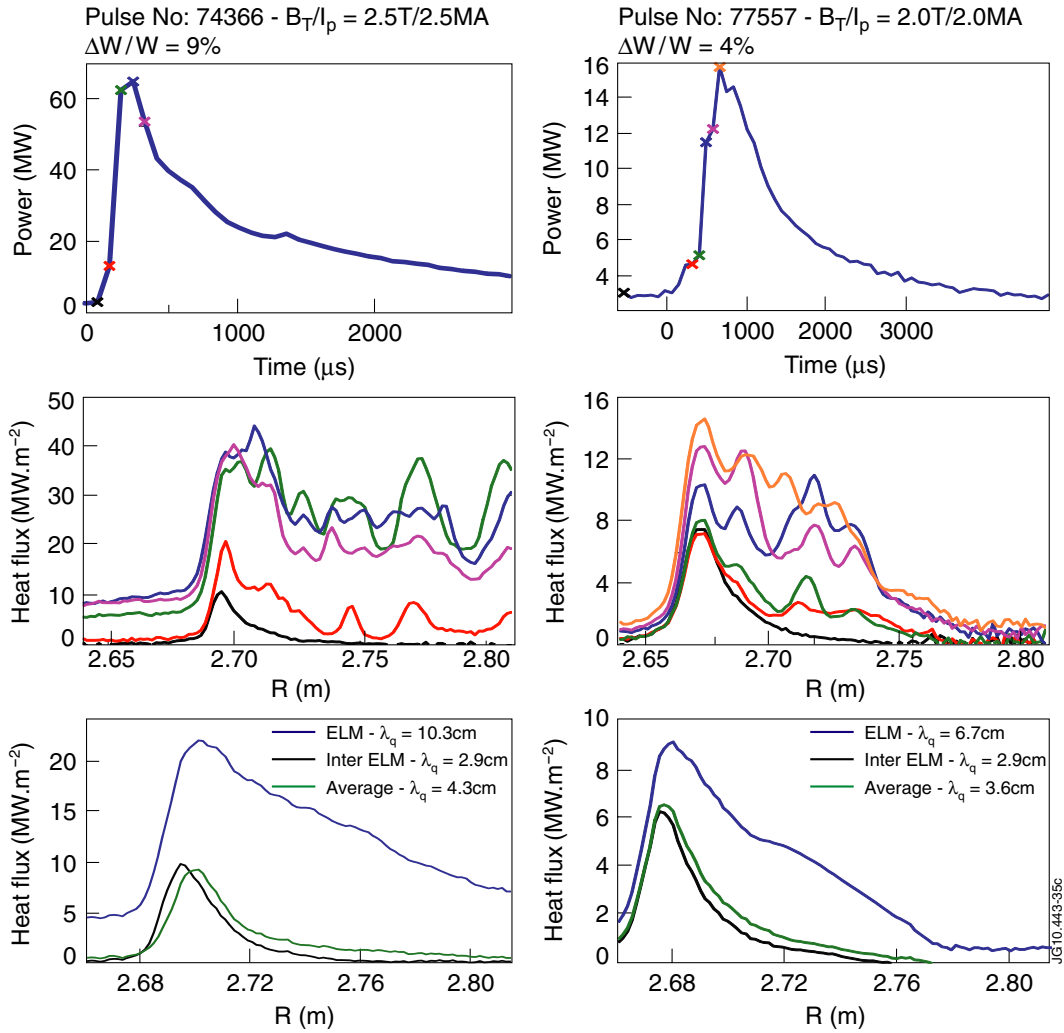 Pulse No: 74366 - B_T/I_p = 2.5T/2.5MA
ΔW/W = 9%
Power (MW)
60
40
20
0
0
1000
2000
Time (μs)
Pulse No: 77557 - B_T/I_p = 2.0T/2.0MA
ΔW/W = 4%
Power (MW)
16
14
12
10
8
6
4
0
1000
2000
3000
Time (μs)
Heat flux (MW.m⁻²)
50
40
30
20
10
0
2.65
2.70
2.75
2.80
R (m)
Heat flux (MW.m⁻²)
16
12
8
4
0
2.65
2.70
2.75
2.80
R (m)
Heat flux (MW.m⁻²)
20
15
10
5
0
ELM - λ_q = 10.3cm
Inter ELM - λ_q = 2.9cm
Average - λ_q = 4.3cm
2.68
2.72
2.76
2.80
R (m)
Heat flux (MW.m⁻²)
10
8
6
4
2
0
ELM - λ_q = 6.7cm
Inter ELM - λ_q = 2.9cm
Average - λ_q = 3.6cm
2.68
2.72
2.76
2.80
R (m)
JG10.443-35c